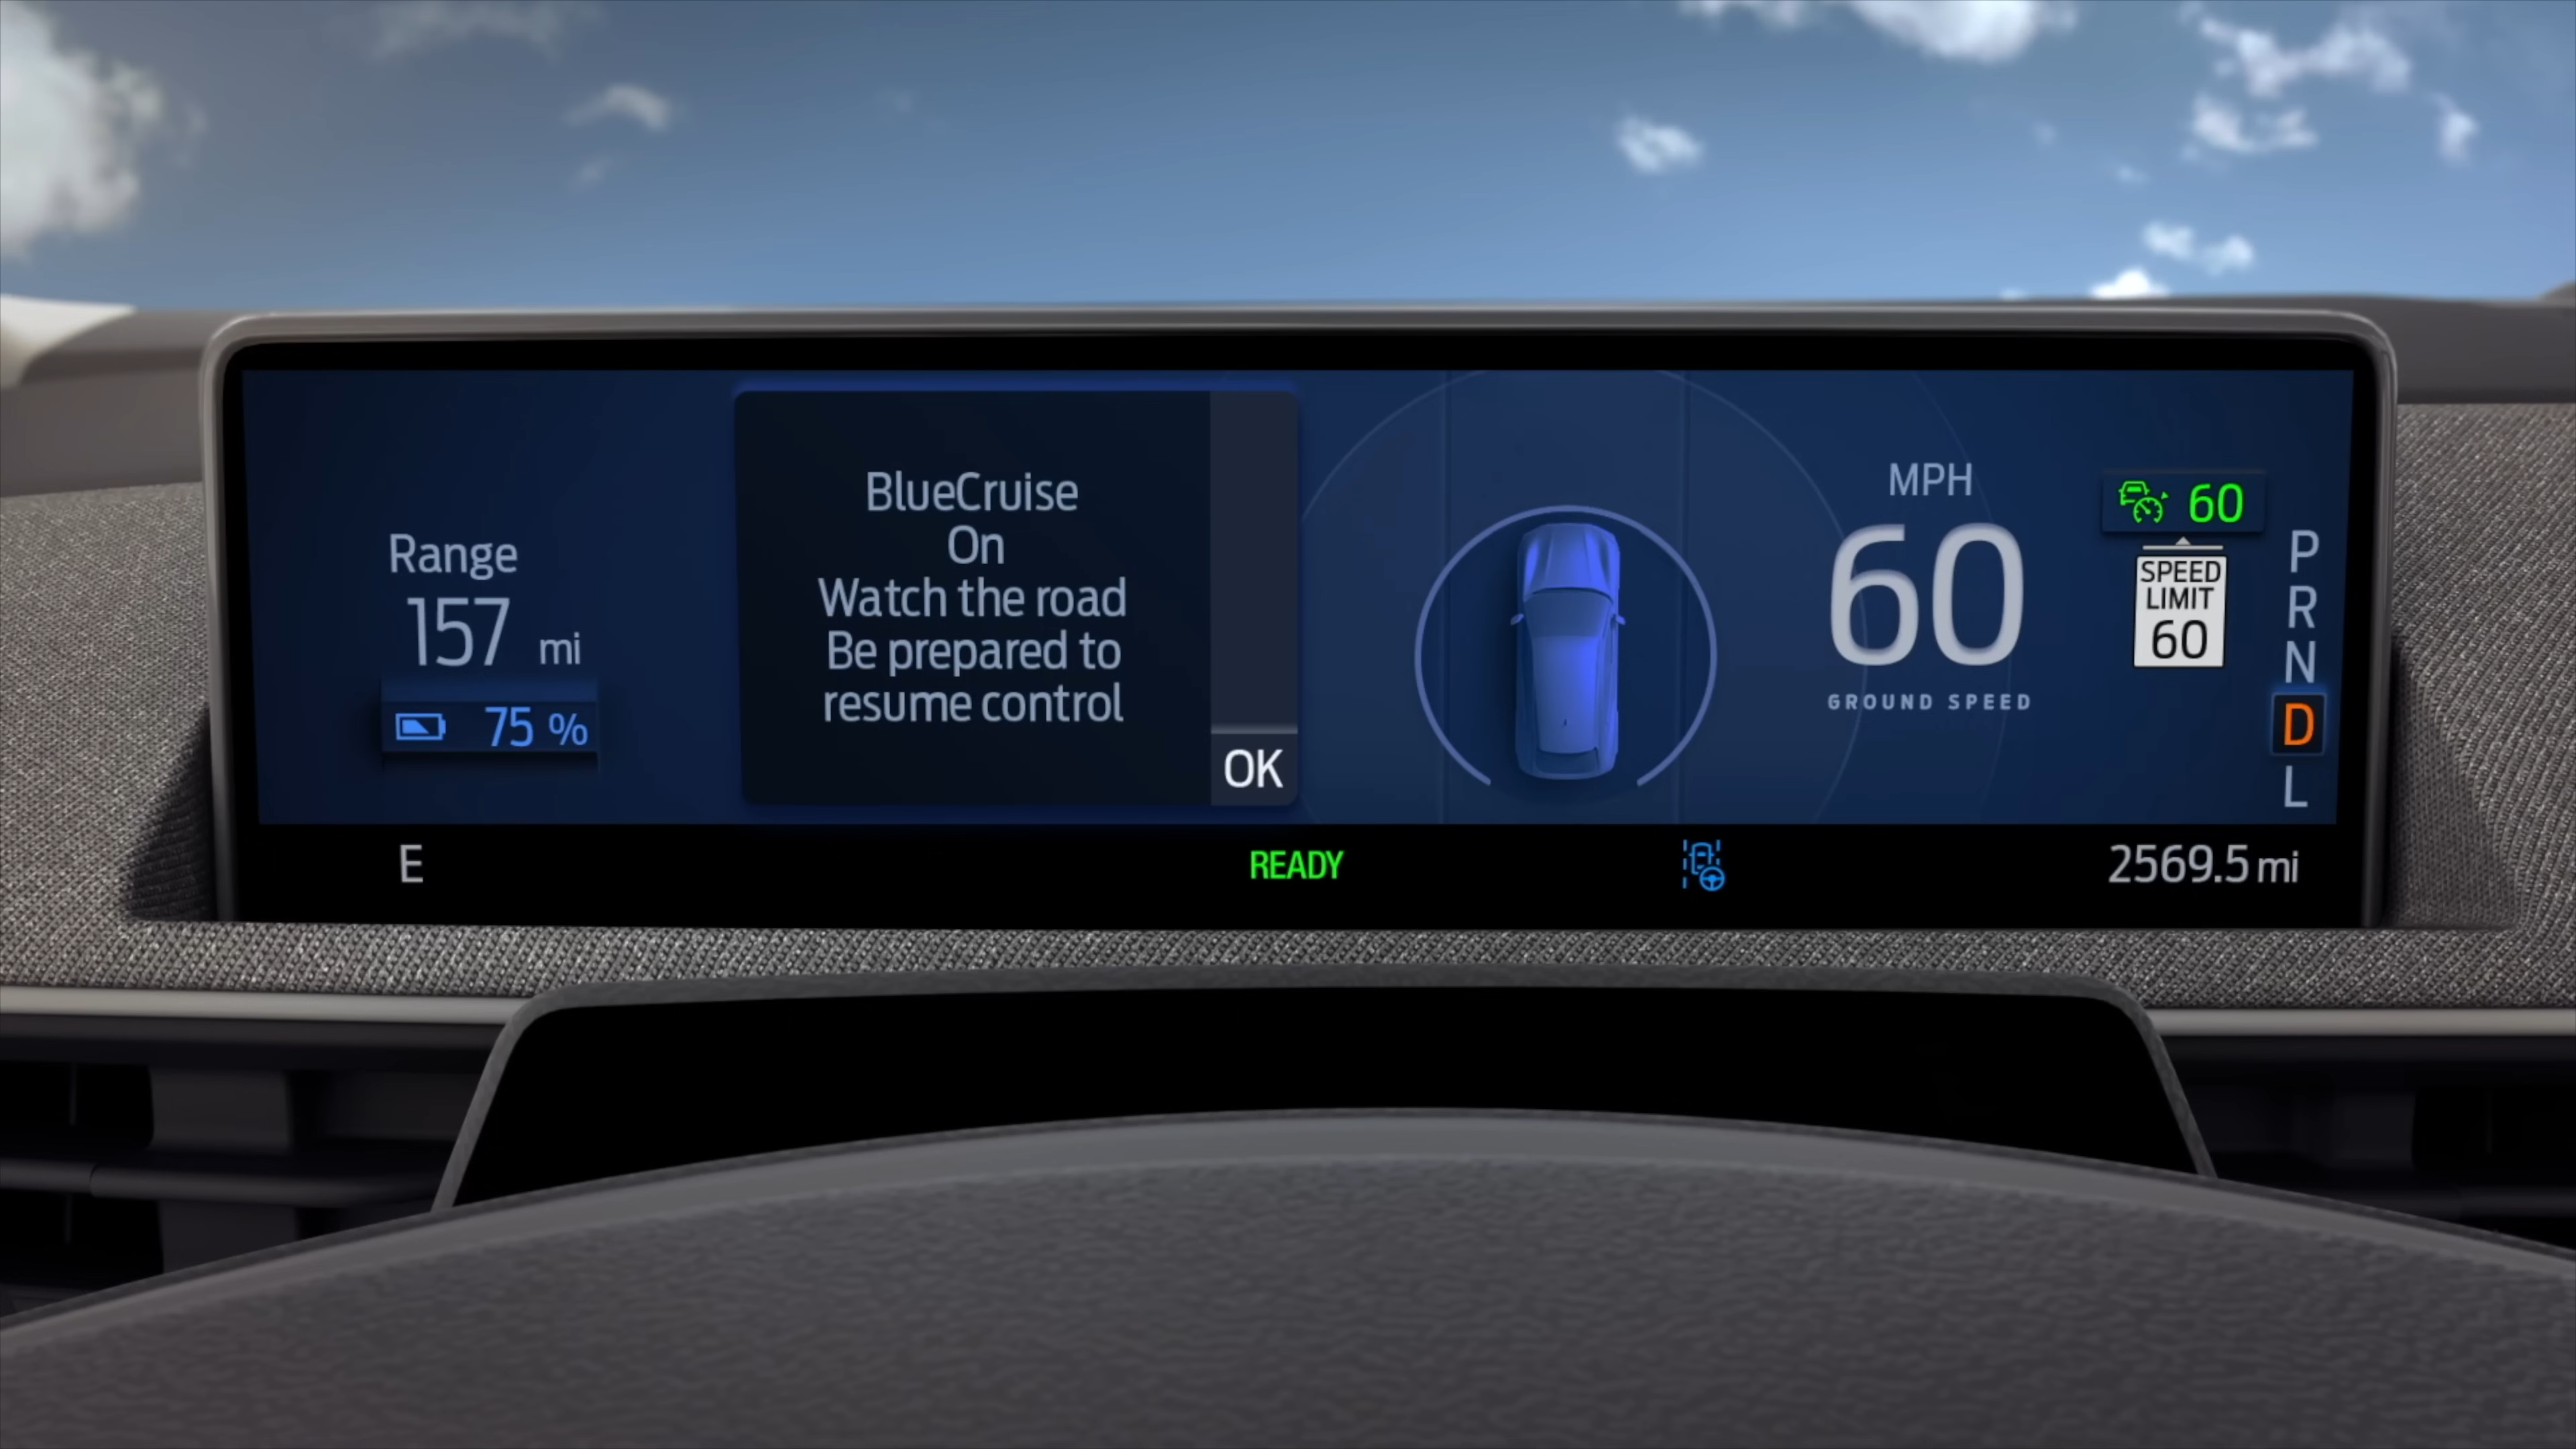 Range
157 mi
75 %
BlueCruise
On
Watch the road
Be prepared to
resume control
OK
MPH
60
GROUND SPEED
60
SPEED
LIMIT
60
P
R
N
D
L
E
READY
2569.5 mi